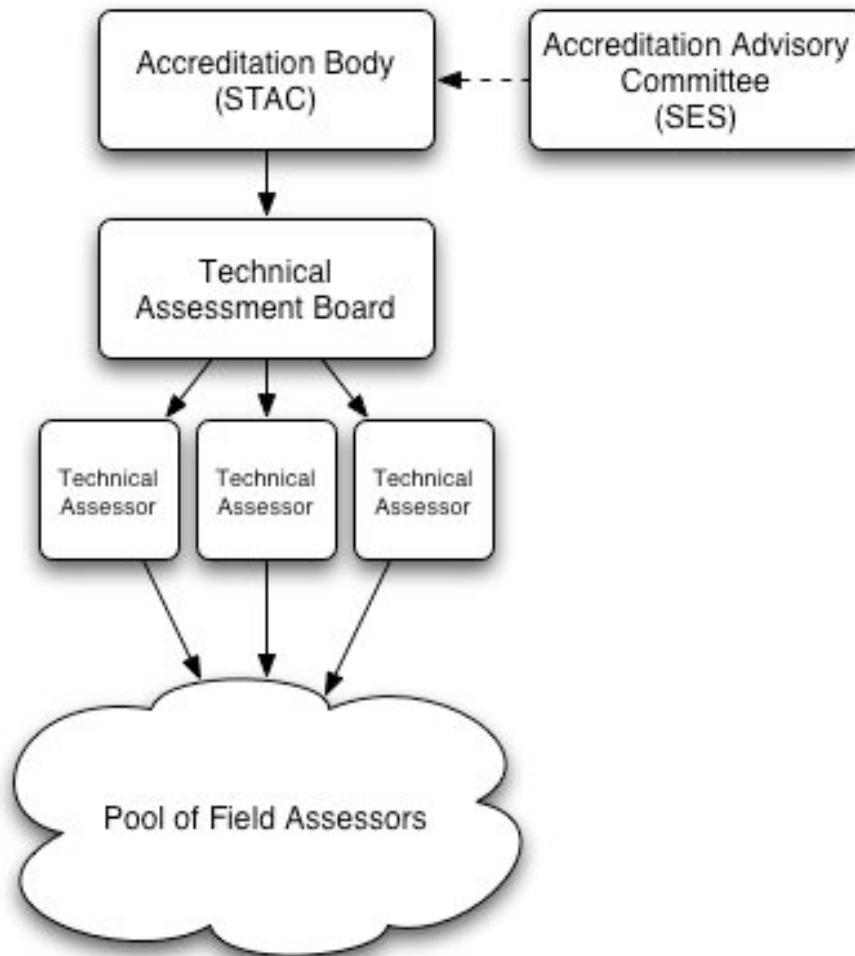 Accreditation Body
(STAC)
Accreditation Advisory
Committee
(SES)
Technical
Assessment Board
Technical
Assessor
Technical
Assessor
Technical
Assessor
Pool of Field Assessors